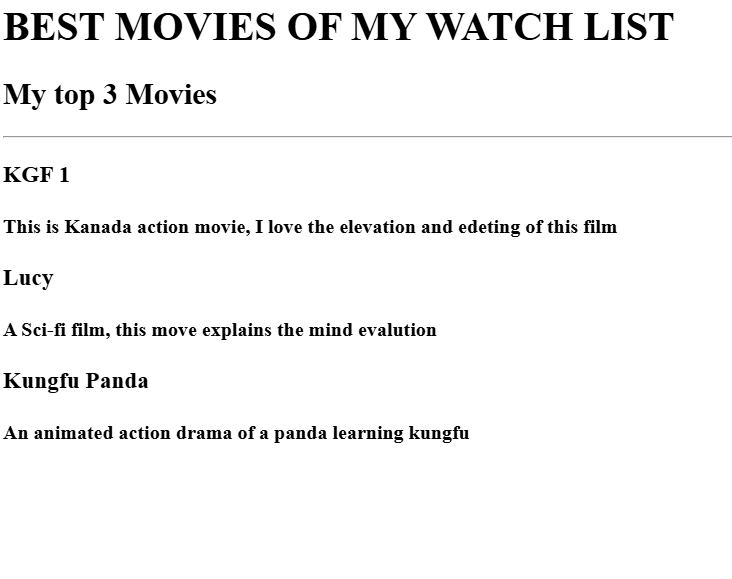 BEST MOVIES OF MY WATCH LIST
My top 3 Movies
KGF 1
This is Kanada action movie, I love the elevation and edeting of this film
Lucy
A Sci-fi film, this move explains the mind evalution
Kungfu Panda
An animated action drama of a panda learning kungfu